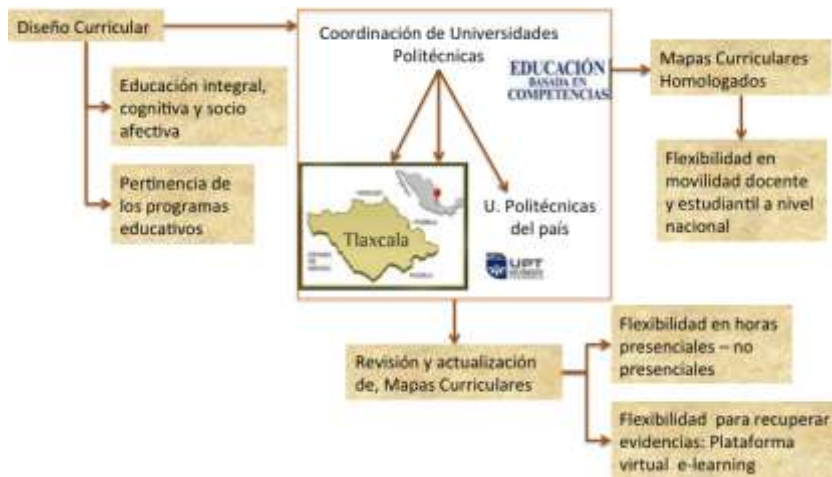 Diseño Curricular
Educación integral,
cognitiva y socio
afectiva
Pertinencia de
los programas
educativos
Coordinación de Universidades
Politécnicas
EDUCACIÓN
BASADA EN
COMPETENCIAS
Tlaxcala
U. Politécnicas
del país
UPT
Mapas Curriculares
Homologados
Flexibilidad en
movilidad docente
y estudiantil a nivel
nacional
Revisión y actualización
de, Mapas Curriculares
Flexibilidad en horas
presenciales – no
presenciales
Flexibilidad para recuperar
evidencias: Plataforma
virtual e-learning